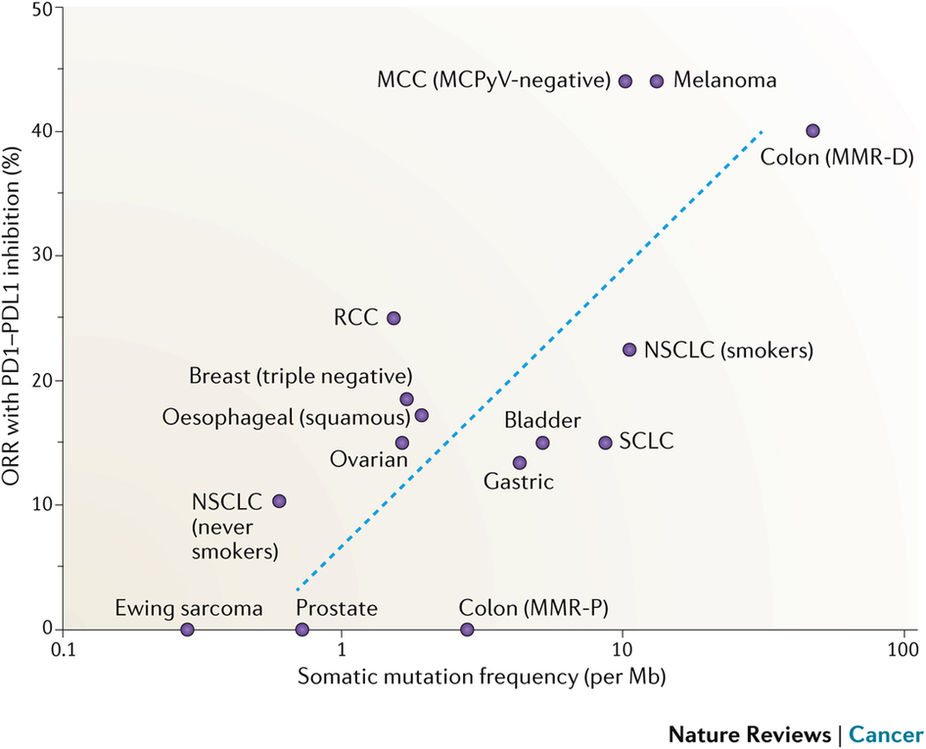 50
MCC (MCPyV-negative)
Melanoma
40
Colon (MMR-D)
ORR with PD1–PDL1 inhibition (%)
30
RCC
NSCLC (smokers)
20
Breast (triple negative)
Oesophageal (squamous)
Bladder
SCLC
Ovarian
Gastric
10
NSCLC
(never
smokers)
Ewing sarcoma
Prostate
Colon (MMR-P)
0
0.1
1
10
100
Somatic mutation frequency (per Mb)
Nature Reviews | Cancer